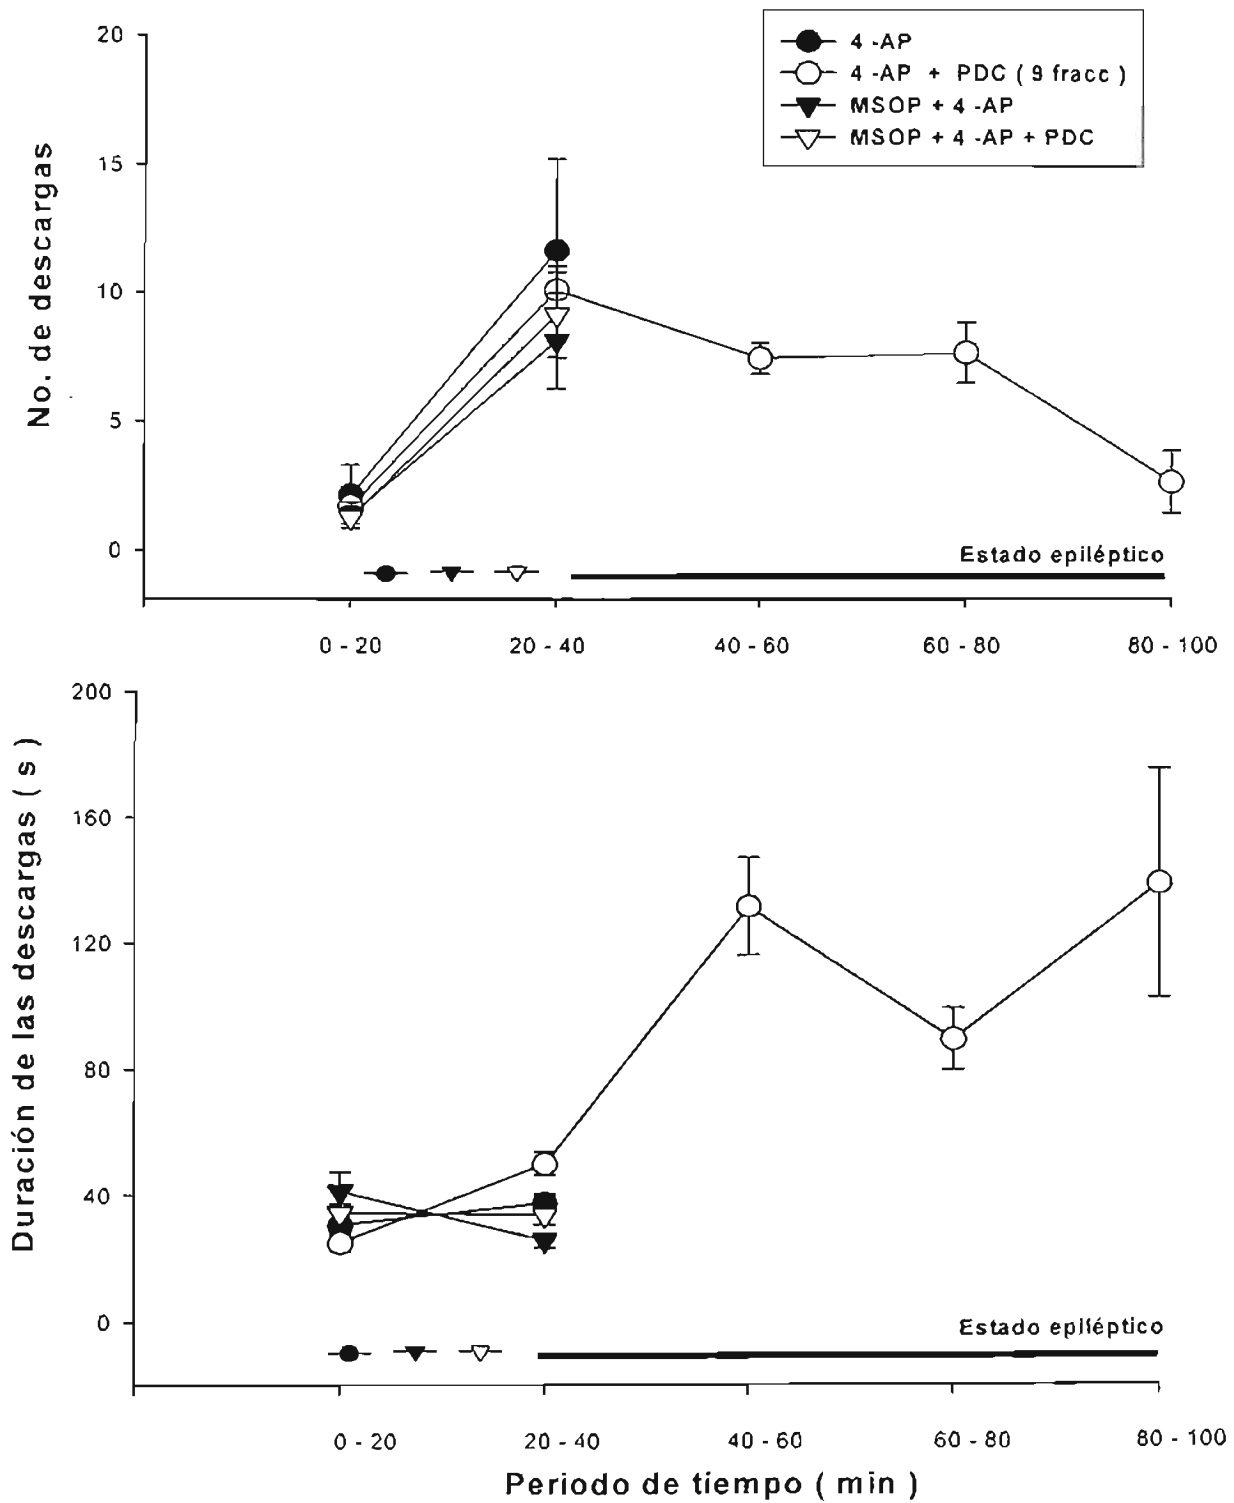 4 -AP
4 -AP + PDC ( 9 fracc )
MSOP + 4 -AP
MSOP + 4 -AP + PDC
No. de descargas
20
15
10
5
0
Estado epiléptico
0 - 20 20 - 40 40 - 60 60 - 80 80 - 100
Duración de las descargas ( s )
200
160
120
80
40
0
Estado epiléptico
0 - 20 20 - 40 40 - 60 60 - 80 80 - 100
Periodo de tiempo ( min )